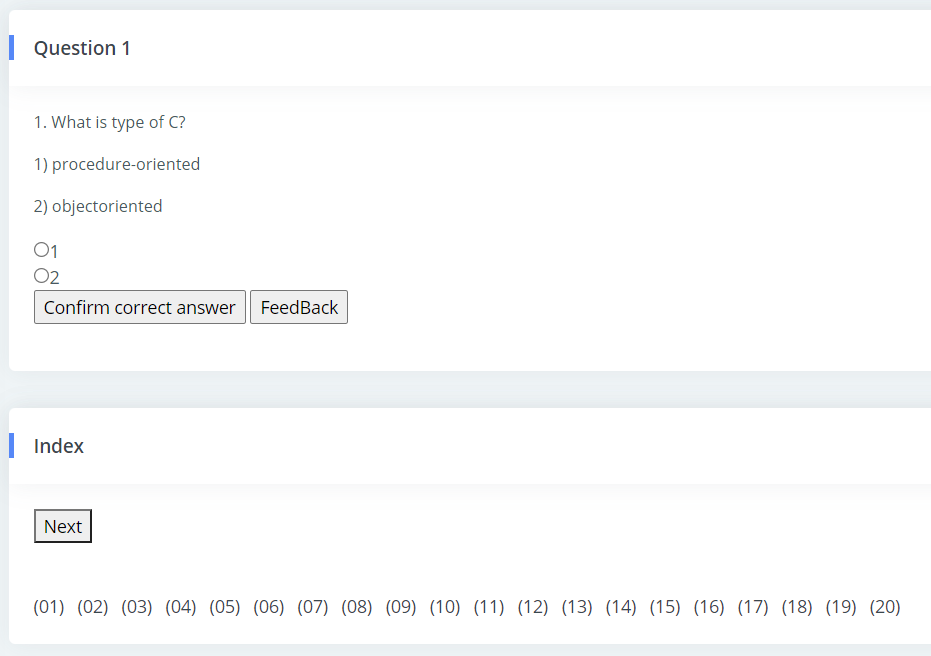 Question 1
1. What is type of C?
1) procedure-oriented
2) objectoriented
1
2
Confirm correct answer FeedBack
Index
Next
(01) (02) (03) (04) (05) (06) (07) (08) (09) (10) (11) (12) (13) (14) (15) (16) (17) (18) (19) (20)